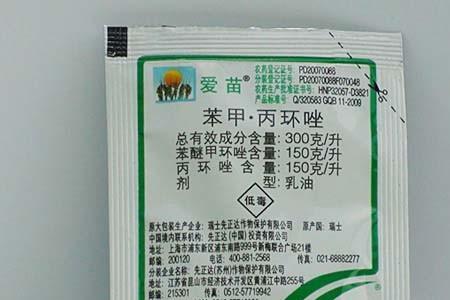 爱苗®
农药登记证号: PD20070088
分装登记证号: PD20070088F070048
农药生产批准证书号: HNP32057-D3821
产品标准号: Q/320583 GQB 11-2009
苯甲·丙环唑
总有效成分含量: 300克/升
苯醚甲环唑含量: 150克/升
丙环唑含量: 150克/升
剂 型: 乳油
低毒
原大包装生产企业: 瑞士先正达作物保护有限公司 原产国: 瑞士
中国境内联系机构: 先正达(中国)投资有限公司
地址: 上海市浦东新区浦东南路999号新梅联合广场21楼
邮编: 200120 电话: 400-881-2568 传真: 021-68882277
分装企业名称: 先正达(苏州)作物保护有限公司
地址: 江苏省昆山市经济技术开发区黄浦江中路255号
邮编: 215301 传真: 0512-57719942